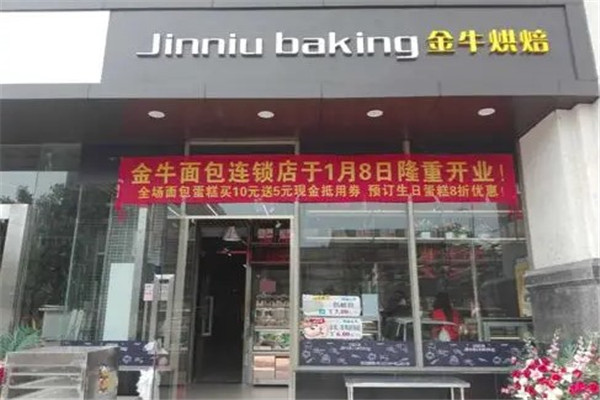 Jinniu baking 金牛烘焙
金牛面包连锁店于1月8日隆重开业！
全场面包蛋糕买10元送5元现金抵用券 预订生日蛋糕8折优惠！